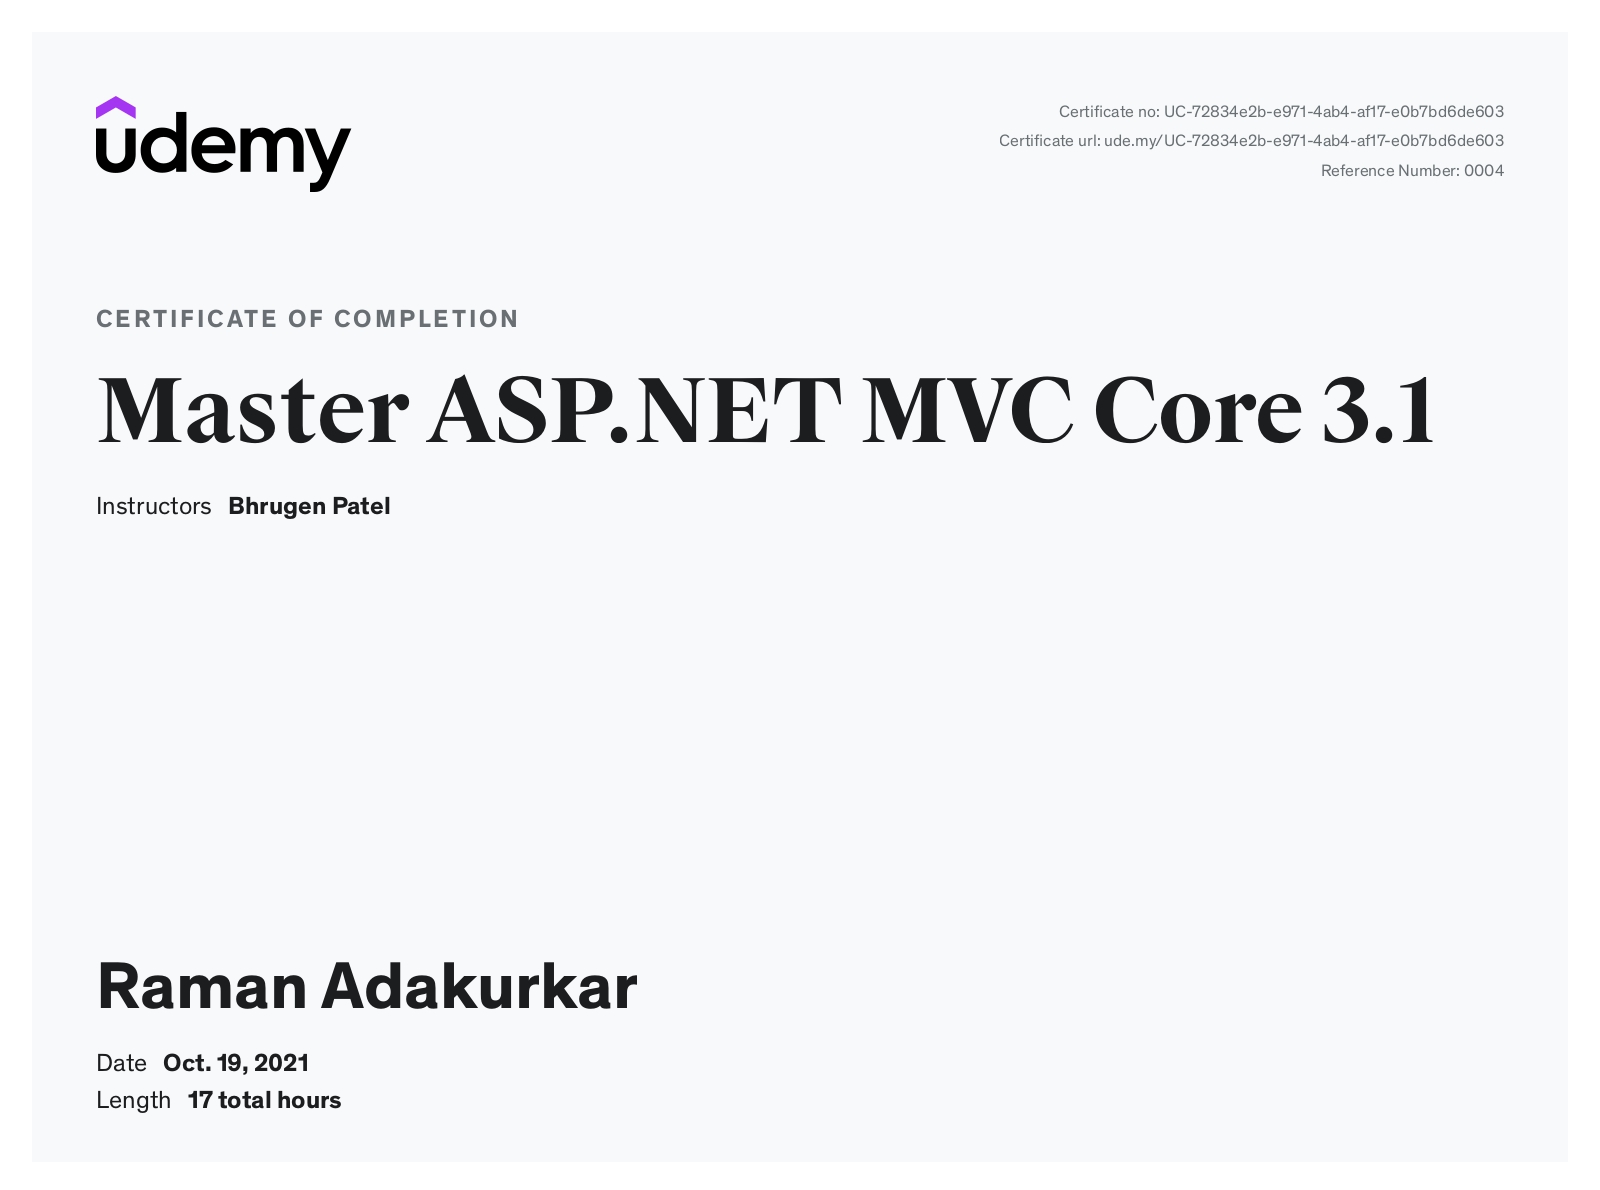 udemy
Certificate no: UC-72834e2b-e971-4ab4-af17-e0b7bd6de603
Certificate url: ude.my/UC-72834e2b-e971-4ab4-af17-e0b7bd6de603
Reference Number: 0004
CERTIFICATE OF COMPLETION
Master ASP.NET MVC Core 3.1
Instructors Bhrugen Patel
Raman Adakurkar
Date Oct. 19, 2021
Length 17 total hours